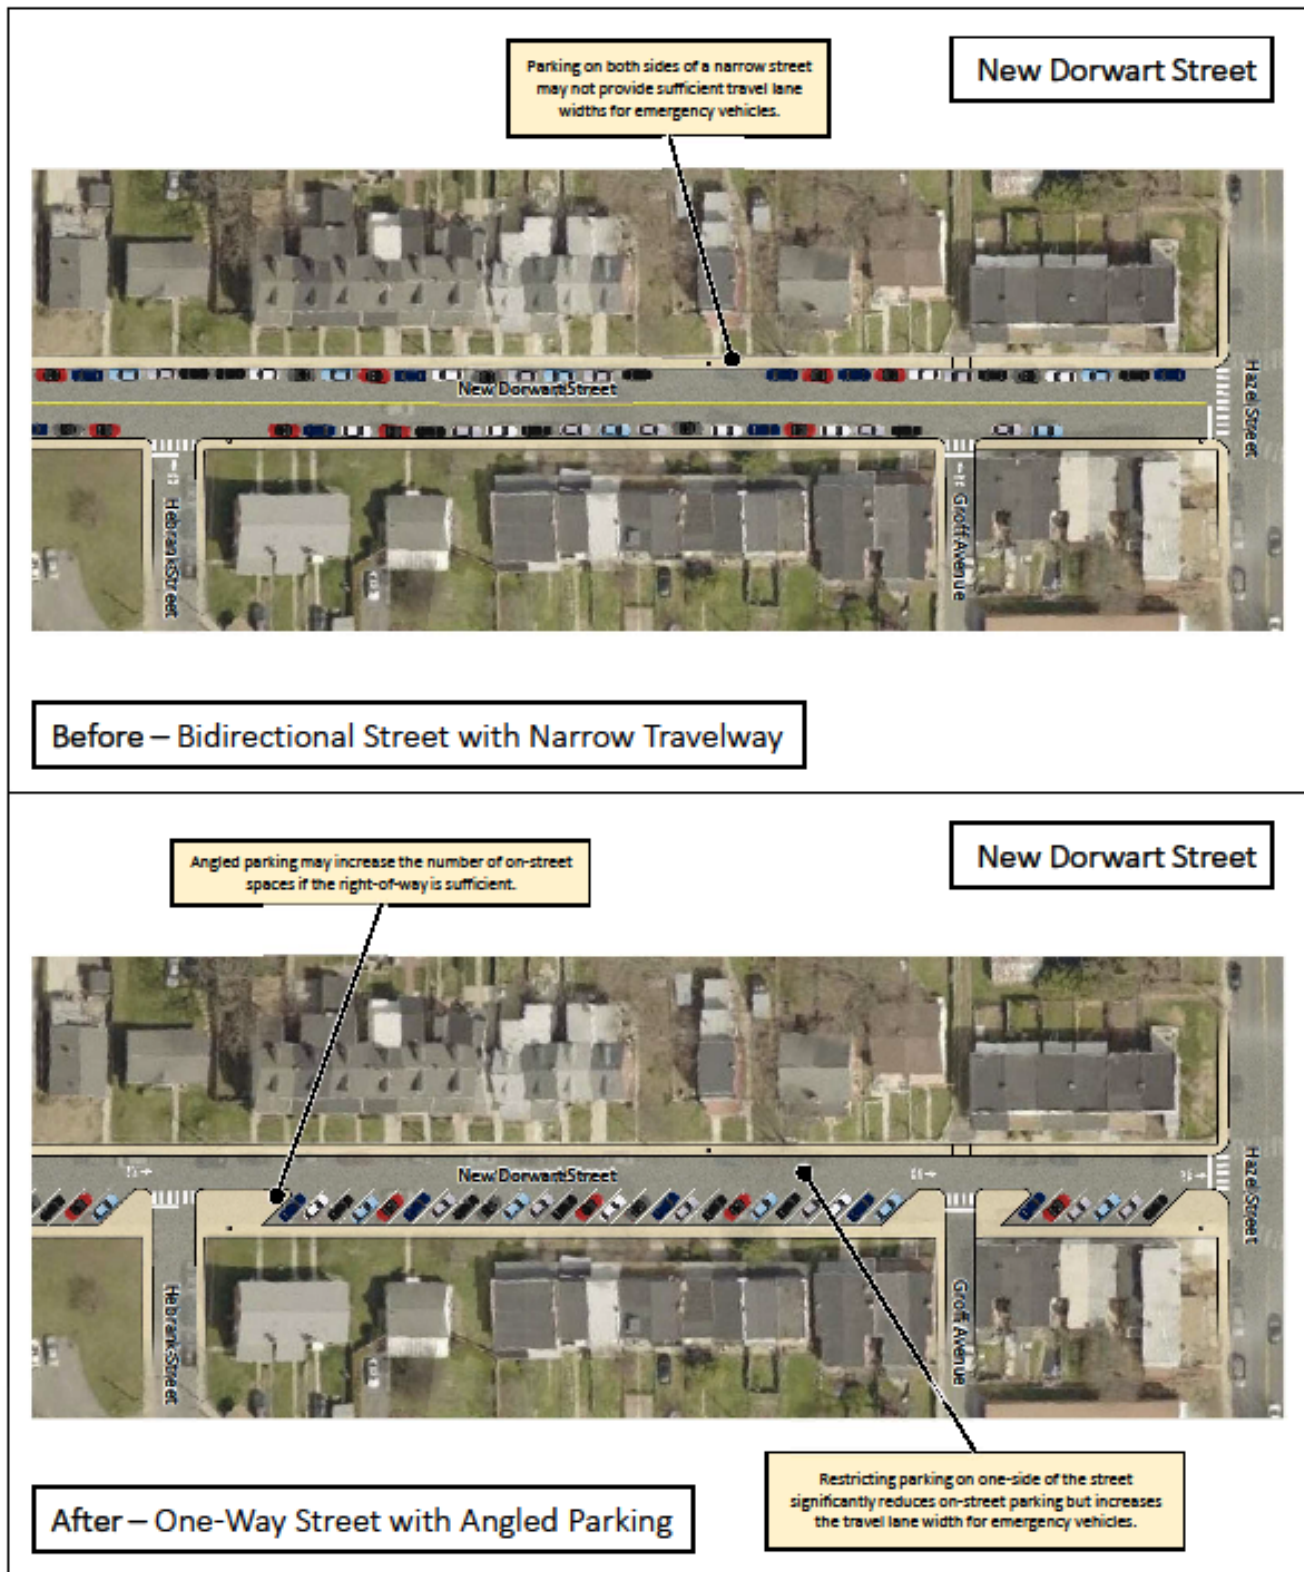 New Dorwart Street
Parking on both sides of a narrow street
may not provide sufficient travel lane
widths for emergency vehicles.
New Dorwart Street
Hazel Street
Hebrank Street
Groff Avenue
Before – Bidirectional Street with Narrow Travelway
New Dorwart Street
Angled parking may increase the number of on-street
spaces if the right-of-way is sufficient.
New Dorwart Street
Hazel Street
Hebrank Street
Groff Avenue
Restricting parking on one-side of the street
significantly reduces on-street parking but increases
the travel lane width for emergency vehicles.
After – One-Way Street with Angled Parking